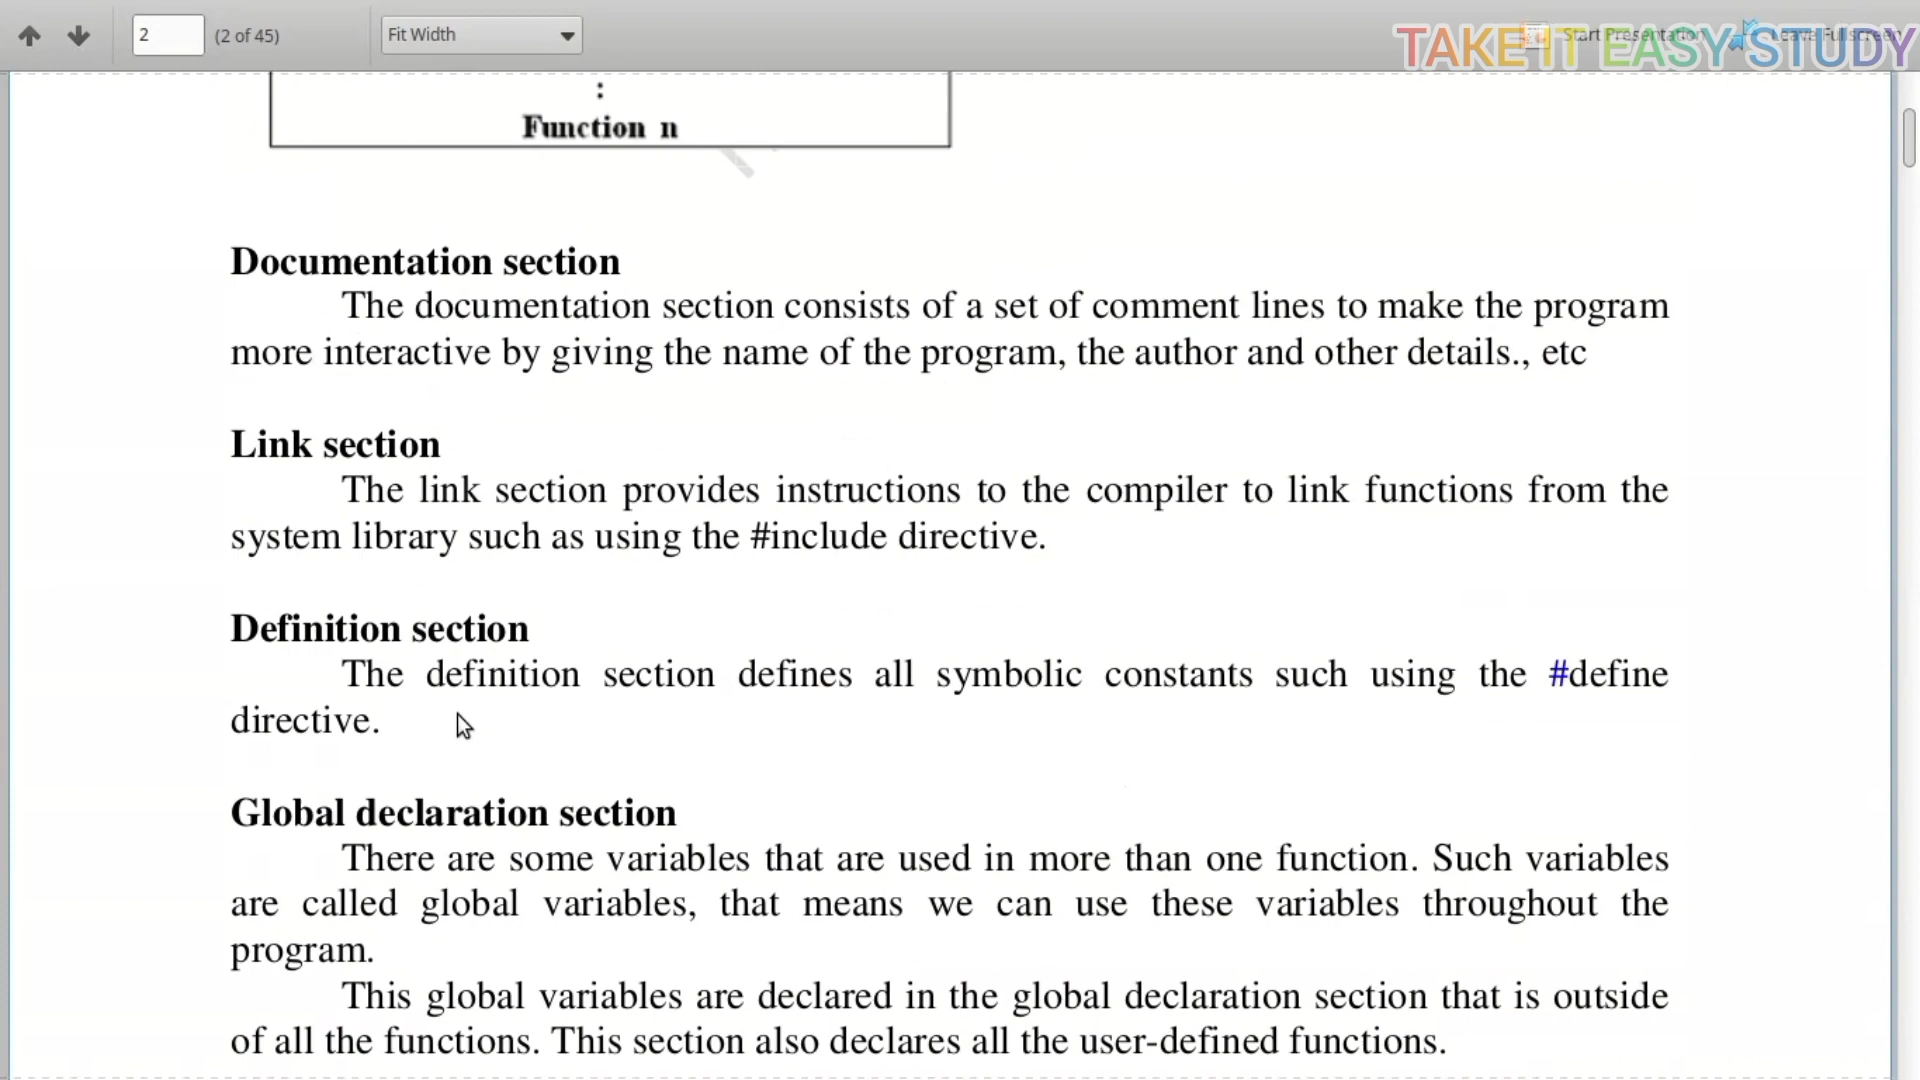 2 (2 of 45) Fit Width Start Presentation Leave Fullscreen
TAKE IT EASY STUDY
:
Function n
Documentation section
The documentation section consists of a set of comment lines to make the program
more interactive by giving the name of the program, the author and other details., etc
Link section
The link section provides instructions to the compiler to link functions from the
system library such as using the #include directive.
Definition section
The definition section defines all symbolic constants such using the #define
directive.
Global declaration section
There are some variables that are used in more than one function. Such variables
are called global variables, that means we can use these variables throughout the
program.
This global variables are declared in the global declaration section that is outside
of all the functions. This section also declares all the user-defined functions.